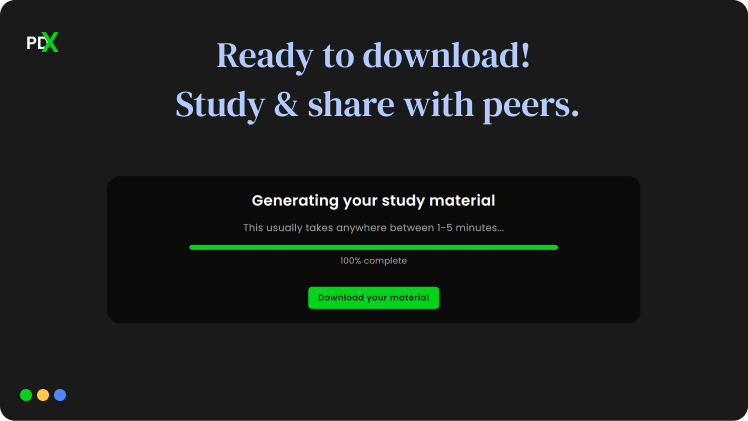 PDX
Ready to download!
Study & share with peers.
Generating your study material
This usually takes anywhere between 1-5 minutes...
100% complete
Download your material